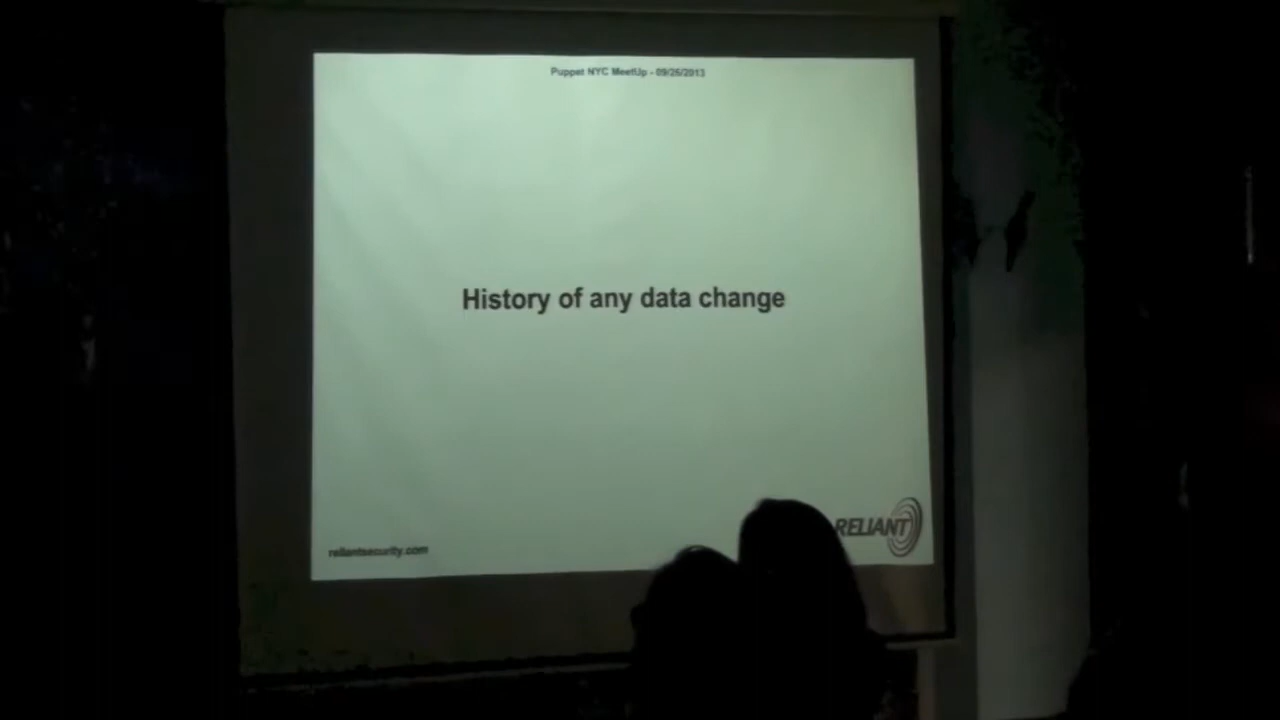 Puppet NYC MeetUp - 09/26/2013
History of any data change
RELIANT
reliantsecurity.com